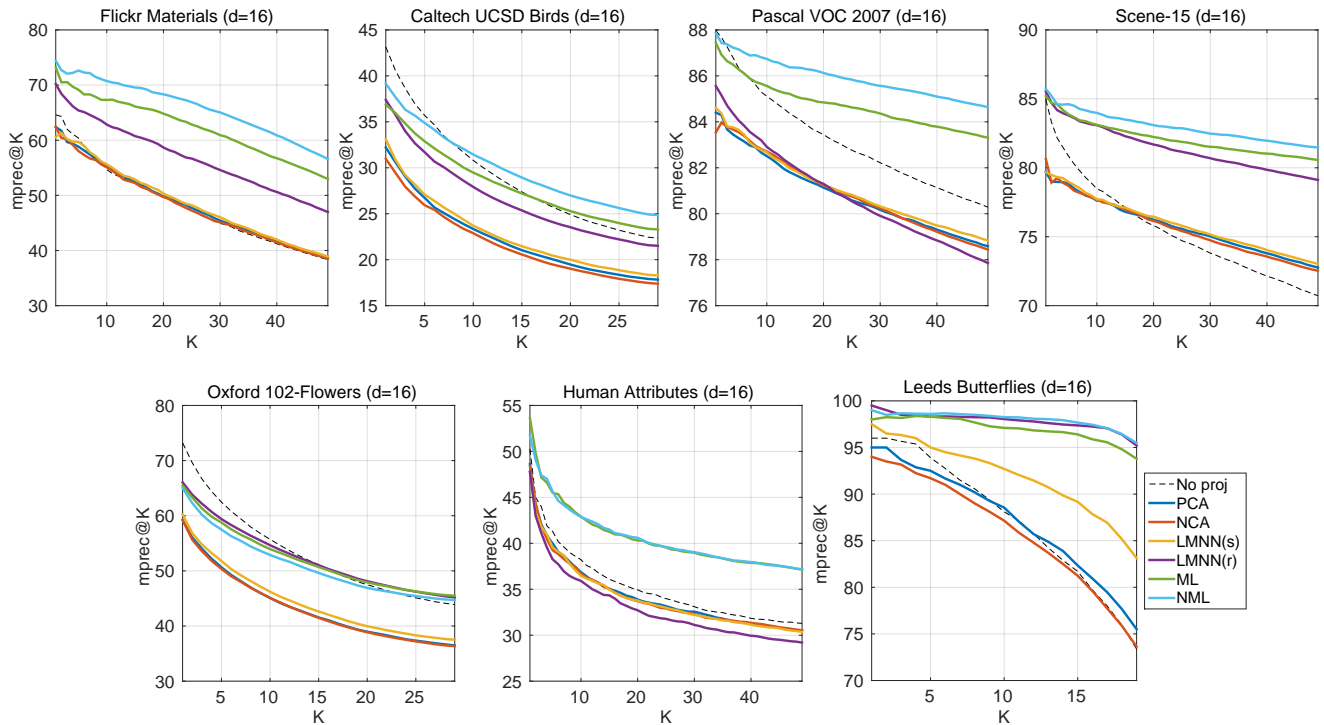 Flickr Materials (d=16)
80
70
60
50
40
30
10
20
30
40
mprec@K
K
Caltech UCSD Birds (d=16)
45
40
35
30
25
20
15
5
10
15
20
25
mprec@K
K
Pascal VOC 2007 (d=16)
88
86
84
82
80
78
76
10
20
30
40
mprec@K
K
Scene-15 (d=16)
90
85
80
75
70
10
20
30
40
mprec@K
K
Oxford 102-Flowers (d=16)
80
70
60
50
40
30
5
10
15
20
25
mprec@K
K
Human Attributes (d=16)
55
50
45
40
35
30
25
10
20
30
40
mprec@K
K
Leeds Butterflies (d=16)
100
95
90
85
80
75
70
5
10
15
mprec@K
K
No proj
PCA
NCA
LMNN(s)
LMNN(r)
ML
NML